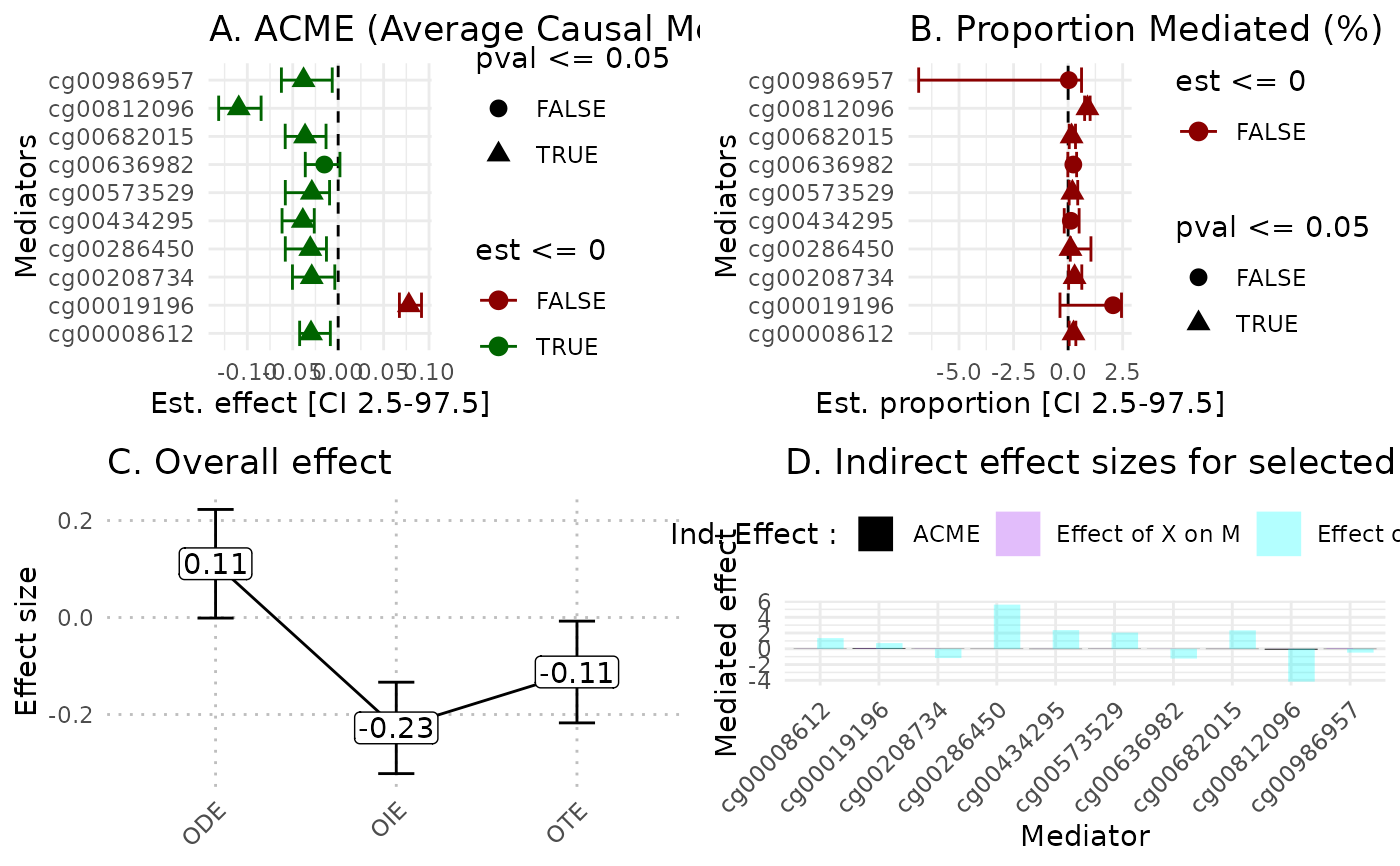 A. ACME (Average Causal Me
pval <= 0.05
FALSE
TRUE
est <= 0
FALSE
TRUE
Mediators
cg00986957
cg00812096
cg00682015
cg00636982
cg00573529
cg00434295
cg00286450
cg00208734
cg00019196
cg00008612
-0.10 -0.05 0.00 0.05 0.10
Est. effect [CI 2.5-97.5]
B. Proportion Mediated (%)
est <= 0
FALSE
pval <= 0.05
FALSE
TRUE
Mediators
cg00986957
cg00812096
cg00682015
cg00636982
cg00573529
cg00434295
cg00286450
cg00208734
cg00019196
cg00008612
-5.0 -2.5 0.0 2.5
Est. proportion [CI 2.5-97.5]
C. Overall effect
Effect size
0.2
0.0
-0.2
0.11
-0.23
-0.11
ODE OIE OTE
D. Indirect effect sizes for selected
Ind. Effect : ACME Effect of X on M Effect o
Mediated effect
6
4
2
0
-2
-4
cg00008612 cg00019196 cg00208734 cg00286450 cg00434295 cg00573529 cg00636982 cg00682015 cg00812096 cg00986957
Mediator